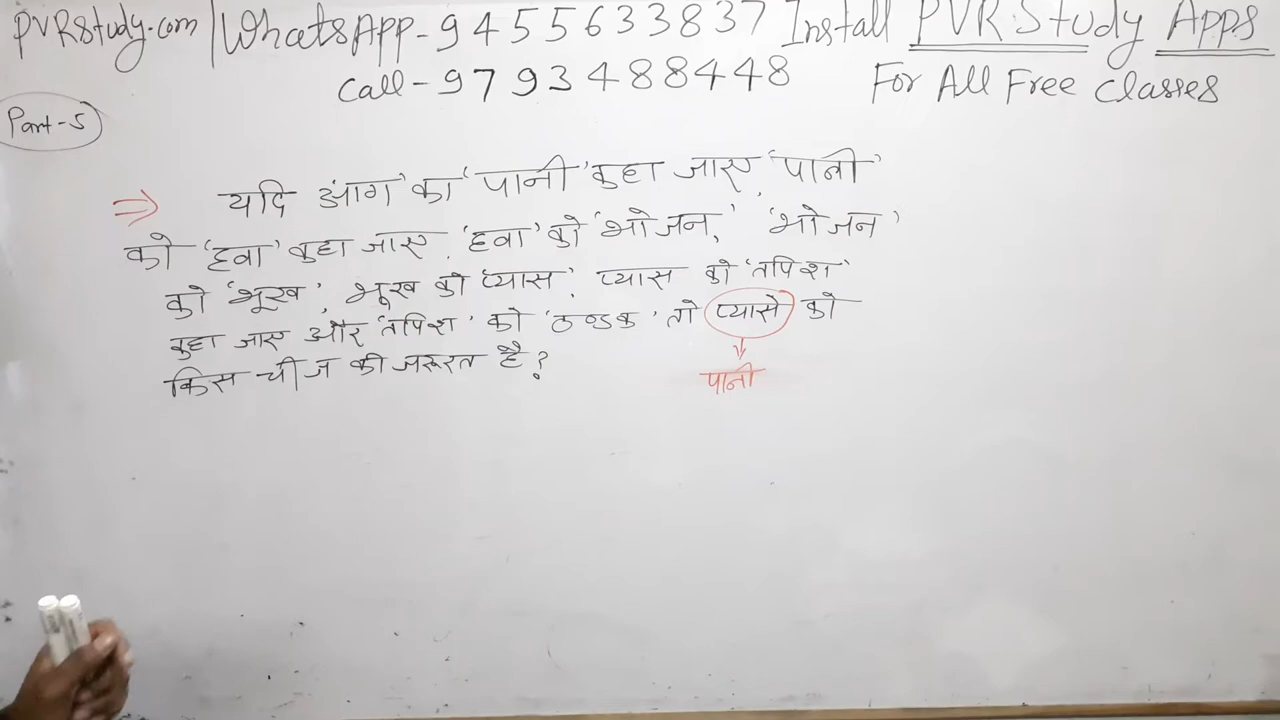 PVRStudy.com | WhatsApp - 9455633837 Install PVR Study Apps
Call - 9793488448 For All Free Classes
Part-5
⇒ यदि 'आग' को 'पानी' कहा जाए, 'पानी'
को 'हवा' कहा जाए, 'हवा' को 'भोजन', 'भोजन'
को 'भूख', भूख को 'प्यास', प्यास को 'तपिश'
कहा जाए और 'तपिश' को 'ठण्डक' तो प्यासे को
किस चीज की जरूरत है?
पानी